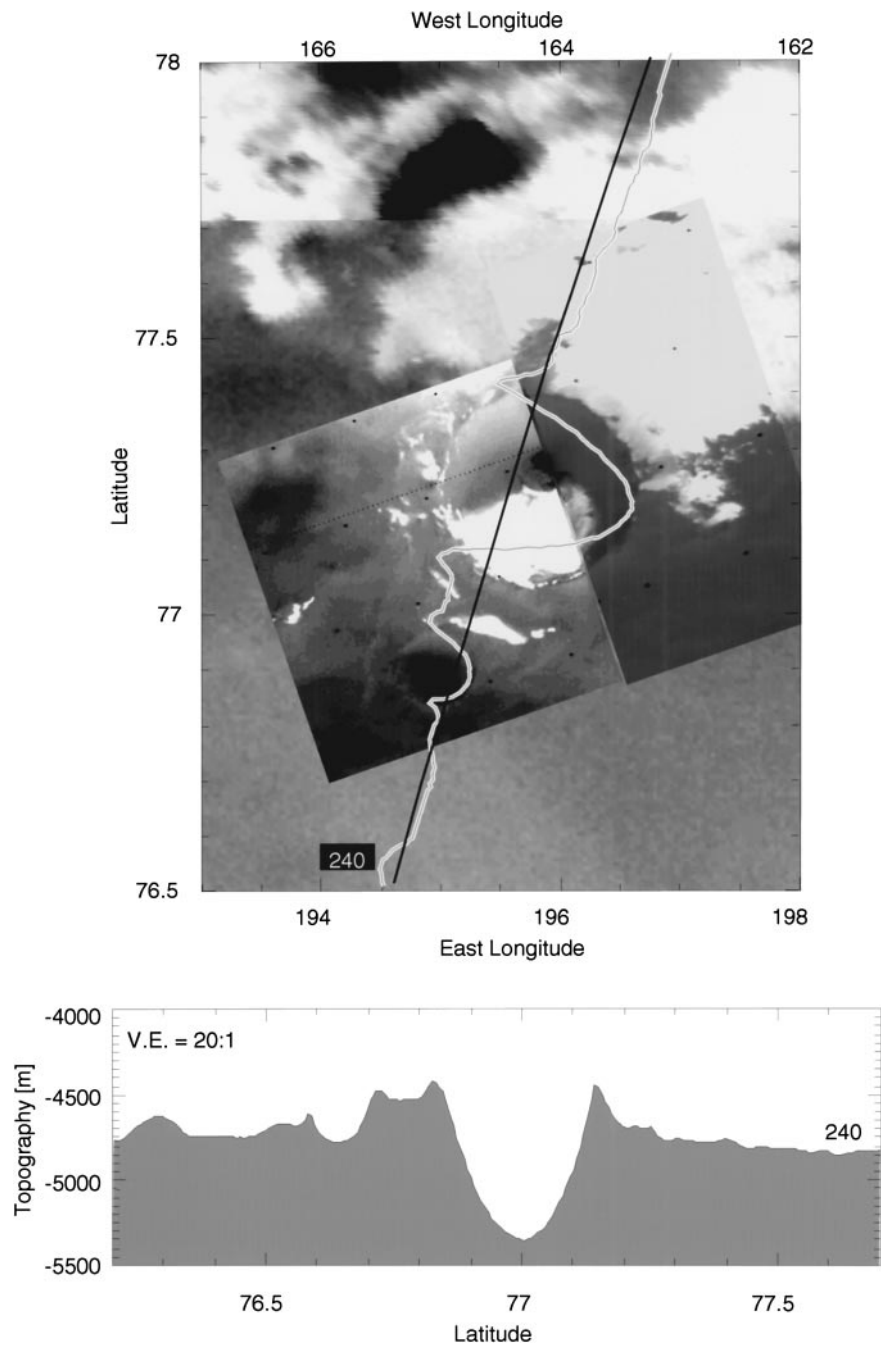 West Longitude
166 164 162
78
77.5
Latitude
77
240
76.5
194 196 198
East Longitude
-4000
V.E. = 20:1
-4500
240
Topography [m]
-5000
-5500
76.5 77 77.5
Latitude